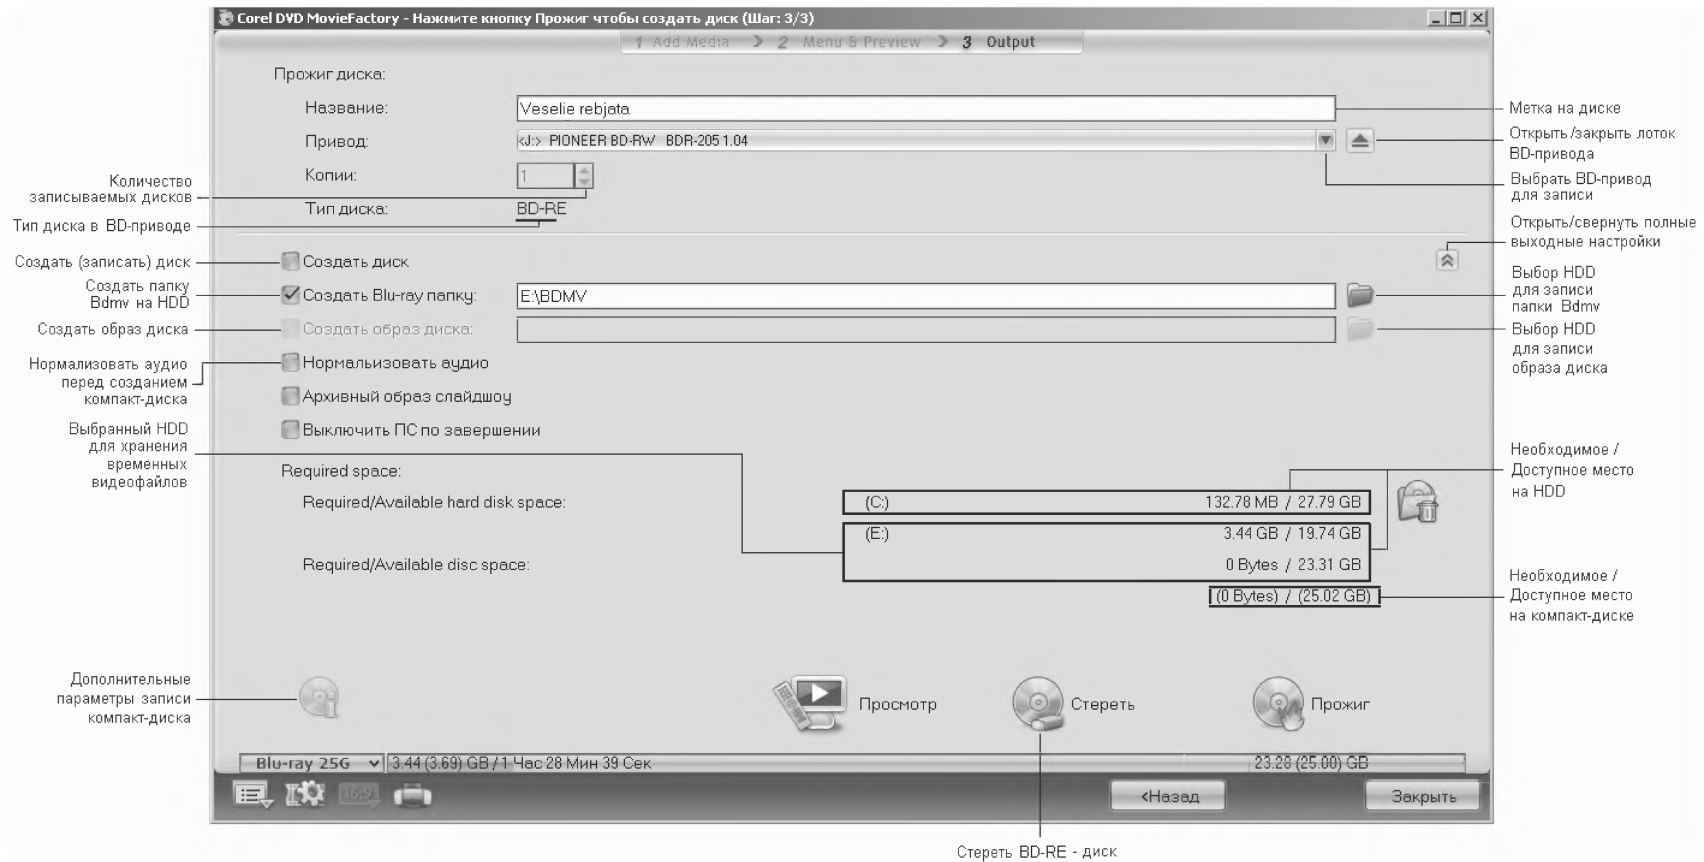 Corel DVD MovieFactory - Нажмите кнопку Прожиг чтобы создать диск (Шаг: 3/3)
1 Add Media > 2 Menu & Preview > 3 Output
Прожиг диска:
Название:
Veselie rebjata
Метка на диске
Привод:
<J:> PIONEER BD-RW BDR-205 1.04
Открыть/закрыть лоток
BD-привода
Копии:
1
Выбрать BD-привод
для записи
Количество
записываемых дисков
Тип диска:
BD-RE
Тип диска в BD-приводе
Открыть/свернуть полные
выходные настройки
Создать (записать) диск
Создать диск
Создать папку
Bdmv на HDD
Создать Blu-ray папку:
E:\BDMV
Выбор HDD
для записи
папки Bdmv
Создать образ диска
Создать образ диска:
Выбор HDD
для записи
образа диска
Нормализовать аудио
перед созданием
компакт-диска
Нормальизовать аудио
Архивный образ слайдшоу
Выключить ПС по завершении
Выбранный HDD
для хранения
временных
видеофайлов
Required space:
Required/Available hard disk space:
(C:)
132.78 MB / 27.79 GB
(E:)
3.44 GB / 19.74 GB
Необходимое /
Доступное место
на HDD
Required/Available disc space:
0 Bytes / 23.31 GB
(0 Bytes) / (25.02 GB)
Необходимое /
Доступное место
на компакт-диске
Дополнительные
параметры записи
компакт-диска
Просмотр
Стереть
Прожиг
Blu-ray 25G
3.44 (3.69) GB / 1 Час 28 Мин 39 Сек
23.28 (25.00) GB
16:9
<Назад
Закрыть
Стереть BD-RE - диск